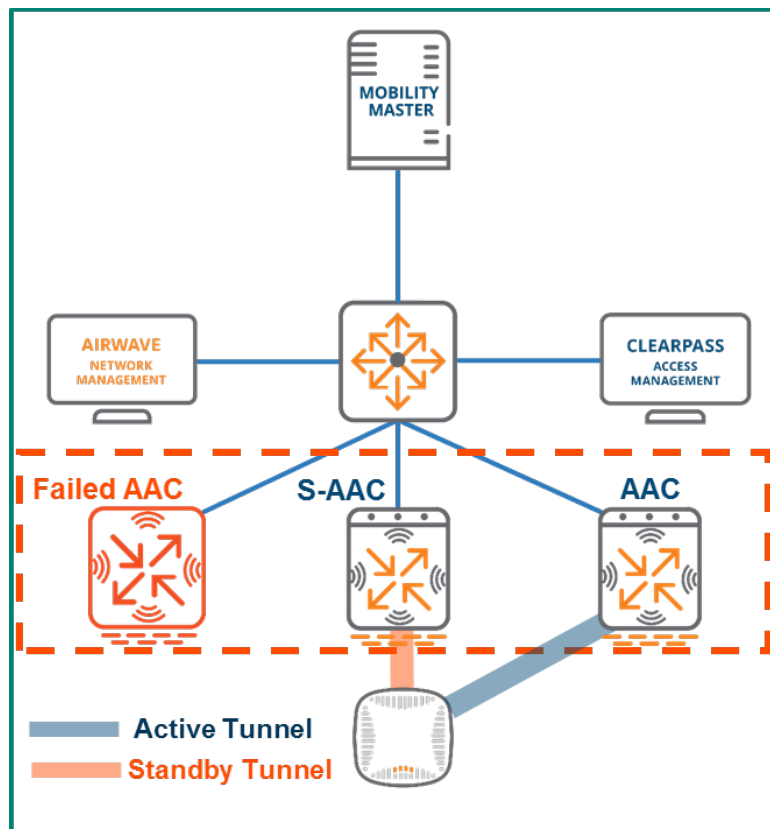 MOBILITY
MASTER
AIRWAVE
NETWORK
MANAGEMENT
CLEARPASS
ACCESS
MANAGEMENT
Failed AAC
S-AAC
AAC
Active Tunnel
Standby Tunnel